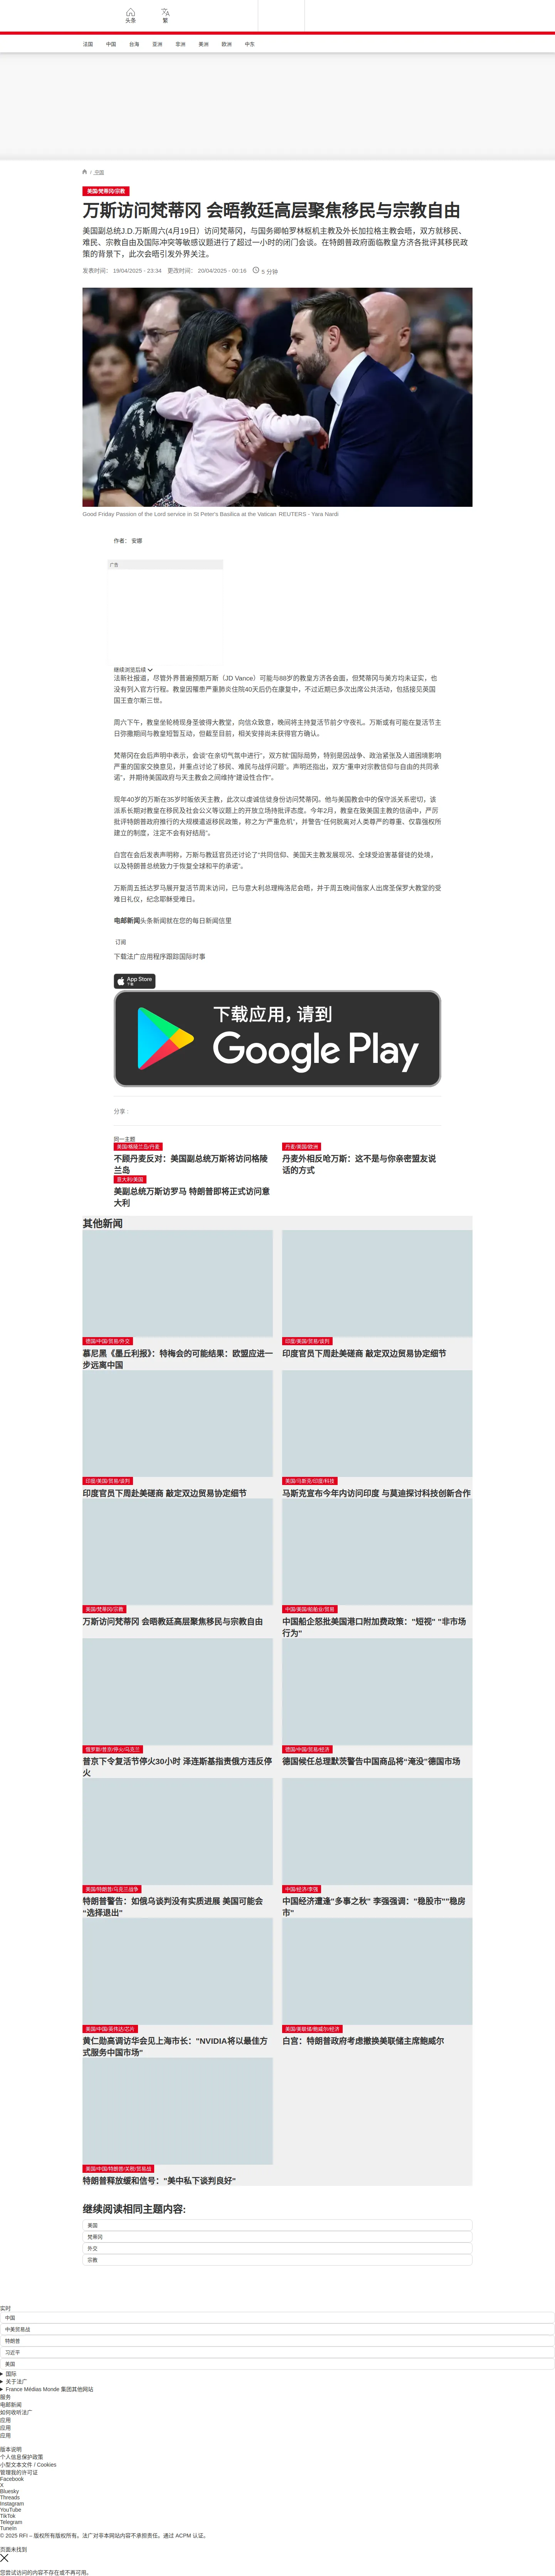 头条
繁
法国
中国
台海
亚洲
非洲
美洲
欧洲
中东
/ 中国
美国/梵蒂冈/宗教
万斯访问梵蒂冈 会晤教廷高层聚焦移民与宗教自由
美国副总统J.D.万斯周六(4月19日）访问梵蒂冈，与国务卿帕罗林枢机主教及外长加拉格主教会晤，双方就移民、
难民、宗教自由及国际冲突等敏感议题进行了超过一小时的闭门会谈。在特朗普政府面临教皇方济各批评其移民政
策的背景下，此次会晤引发外界关注。
发表时间： 19/04/2025 - 23:34 更改时间： 20/04/2025 - 00:16 5 分钟
Good Friday Passion of the Lord service in St Peter's Basilica at the Vatican REUTERS - Yara Nardi
作者： 安娜
广告
继续浏览后续
法新社报道，尽管外界普遍预期万斯（JD Vance）可能与88岁的教皇方济各会面，但梵蒂冈与美方均未证实，也
没有列入官方行程。教皇因罹患严重肺炎住院40天后仍在康复中，不过近期已多次出席公共活动，包括接见英国
国王查尔斯三世。
周六下午，教皇坐轮椅现身圣彼得大教堂，向信众致意，晚间将主持复活节前夕守夜礼。万斯或有可能在复活节主
日弥撒期间与教皇短暂互动，但截至目前，相关安排尚未获得官方确认。
梵蒂冈在会后声明中表示，会谈“在亲切气氛中进行”，双方就“国际局势，特别是因战争、政治紧张及人道困境影响
严重的国家交换意见，并重点讨论了移民、难民与战俘问题”。声明还指出，双方“重申对宗教信仰与自由的共同承
诺”，并期待美国政府与天主教会之间维持“建设性合作”。
现年40岁的万斯在35岁时皈依天主教，此次以虔诚信徒身份访问梵蒂冈。他与美国教会中的保守派关系密切，该
派系长期对教皇在移民及社会公义等议题上的开放立场持批评态度。今年2月，教皇在致美国主教的信函中，严厉
批评特朗普政府推行的大规模遣返移民政策，称之为“严重危机”，并警告“任何脱离对人类尊严的尊重、仅靠强权所
建立的制度，注定不会有好结局”。
白宫在会后发表声明称，万斯与教廷官员还讨论了“共同信仰、美国天主教发展现况、全球受迫害基督徒的处境，
以及特朗普总统致力于恢复全球和平的承诺”。
万斯周五抵达罗马展开复活节周末访问，已与意大利总理梅洛尼会晤，并于周五晚间偕家人出席圣保罗大教堂的受
难日礼仪，纪念耶稣受难日。
电邮新闻头条新闻就在您的每日新闻信里
订阅
下载法广应用程序跟踪国际时事
App Store
下载
下载应用，请到
Google Play
分享 :
同一主题
美国/格陵兰岛/丹麦
不顾丹麦反对：美国副总统万斯将访问格陵
兰岛
丹麦/美国/欧洲
丹麦外相反呛万斯：这不是与你亲密盟友说
话的方式
意大利/美国
美副总统万斯访罗马 特朗普即将正式访问意
大利
其他新闻
德国/中国/贸易/外交
慕尼黑《墨丘利报》：特梅会的可能结果：欧盟应进一
步远离中国
印度/美国/贸易/谈判
印度官员下周赴美磋商 敲定双边贸易协定细节
印度/美国/贸易/谈判
印度官员下周赴美磋商 敲定双边贸易协定细节
美国/马斯克/印度/科技
马斯克宣布今年内访问印度 与莫迪探讨科技创新合作
美国/梵蒂冈/宗教
万斯访问梵蒂冈 会晤教廷高层聚焦移民与宗教自由
中国/美国/船舶业/贸易
中国船企怒批美国港口附加费政策："短视" "非市场
行为"
俄罗斯/普京/停火/乌克兰
普京下令复活节停火30小时 泽连斯基指责俄方违反停
火
德国/中国/贸易/经济
德国候任总理默茨警告中国商品将“淹没”德国市场
美国/特朗普/乌克兰战争
特朗普警告：如俄乌谈判没有实质进展 美国可能会
“选择退出”
中国/经济/李强
中国经济遭逢"多事之秋" 李强强调："稳股市""稳房
市"
美国/中国/英伟达/芯片
黄仁勋高调访华会见上海市长："NVIDIA将以最佳方
式服务中国市场"
美国/美联储/鲍威尔/经济
白宫：特朗普政府考虑撤换美联储主席鲍威尔
美国/中国/特朗普/关税/贸易战
特朗普释放缓和信号："美中私下谈判良好"
继续阅读相同主题内容:
美国
梵蒂冈
外交
宗教
实时
中国
中美贸易战
特朗普
习近平
美国
国际
关于法广
France Médias Monde 集团其他网站
服务
电邮新闻
如何收听法广
应用
应用
应用
版本说明
个人信息保护政策
小型文本文件 / Cookies
管理我的许可证
Facebook
X
Bluesky
Threads
Instagram
YouTube
TikTok
Telegram
TuneIn
© 2025 RFI – 版权所有版权所有。法广对非本网站内容不承担责任。通过 ACPM 认证。
页面未找到
您尝试访问的内容不存在或不再可用。